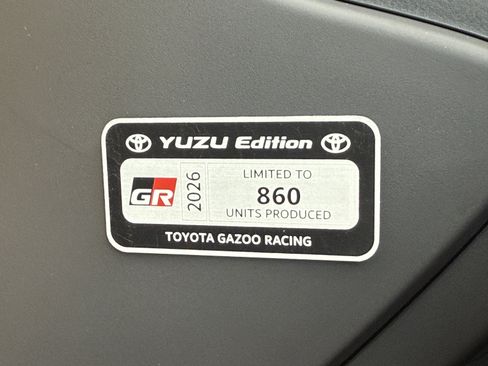 YUZU Edition
GR
2026
LIMITED TO
860
UNITS PRODUCED
TOYOTA GAZOO RACING